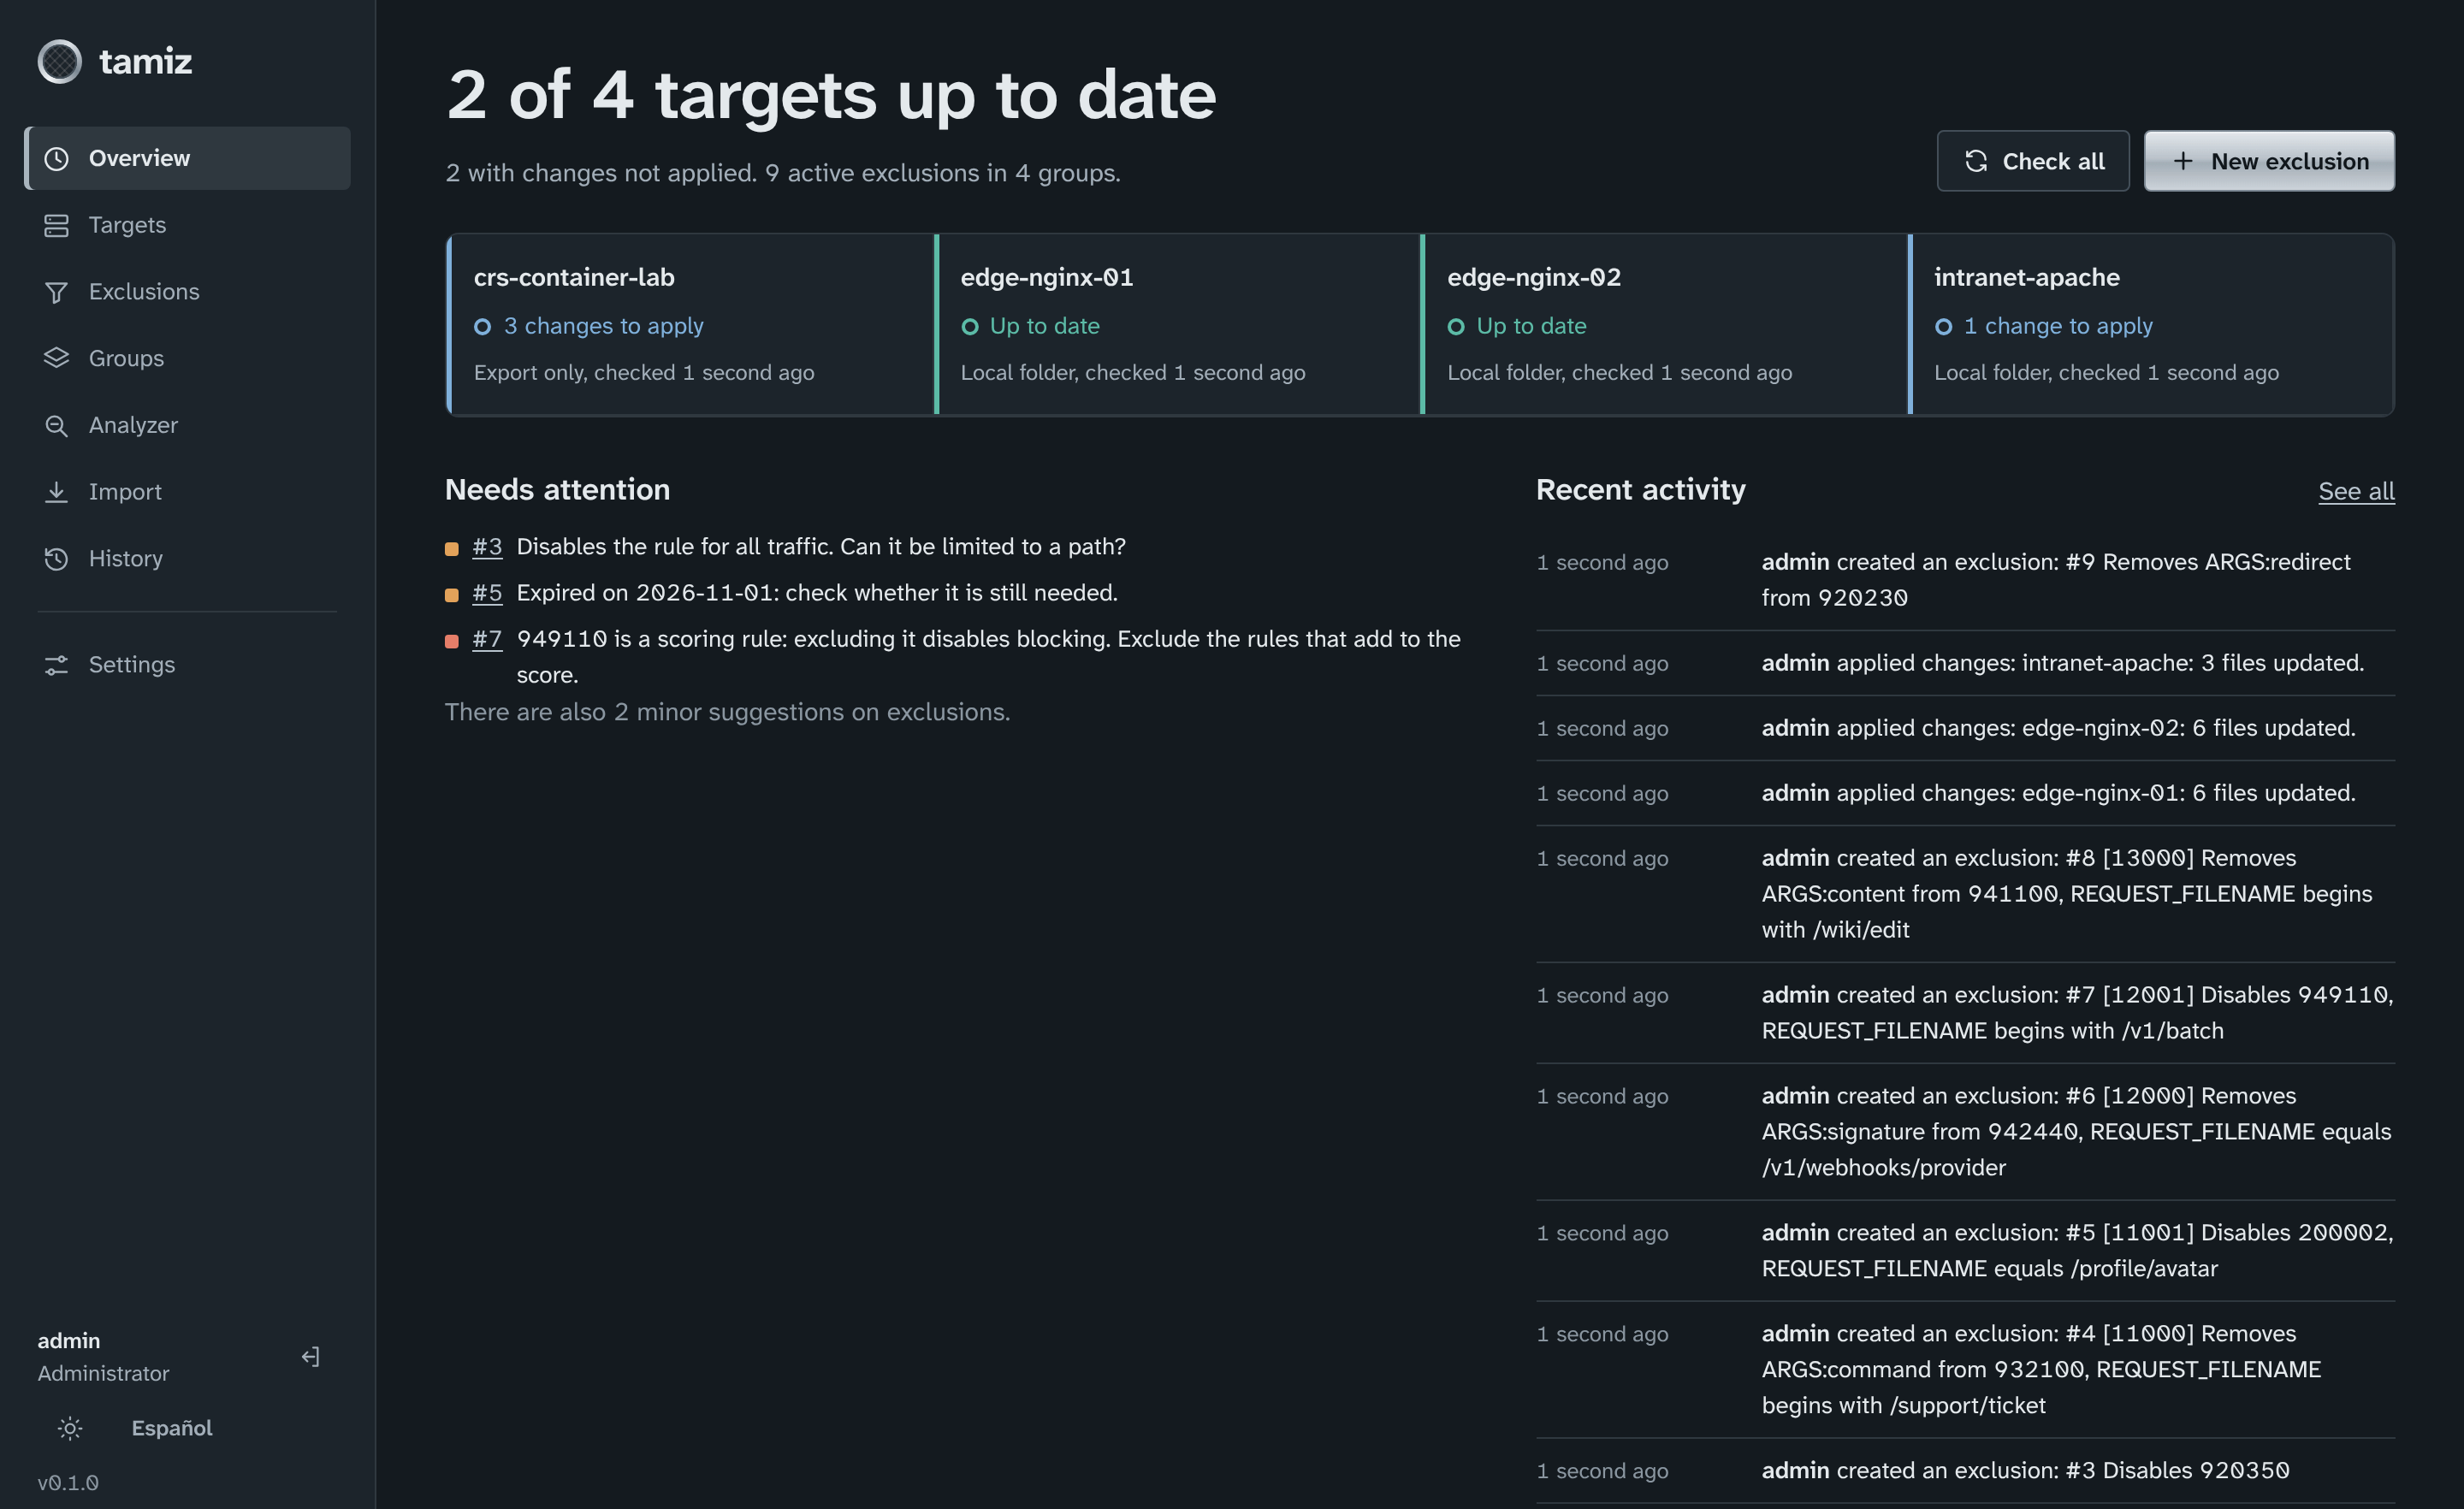 tamiz
Overview
Targets
Exclusions
Groups
Analyzer
Import
History
Settings
admin
Administrator
Español
v0.1.0
2 of 4 targets up to date
2 with changes not applied. 9 active exclusions in 4 groups.
Check all
New exclusion
crs-container-lab
3 changes to apply
Export only, checked 1 second ago
edge-nginx-01
Up to date
Local folder, checked 1 second ago
edge-nginx-02
Up to date
Local folder, checked 1 second ago
intranet-apache
1 change to apply
Local folder, checked 1 second ago
Needs attention
#3 Disables the rule for all traffic. Can it be limited to a path?
#5 Expired on 2026-11-01: check whether it is still needed.
#7 949110 is a scoring rule: excluding it disables blocking. Exclude the rules that add to the
score.
There are also 2 minor suggestions on exclusions.
Recent activity
See all
1 second ago admin created an exclusion: #9 Removes ARGS:redirect
from 920230
1 second ago admin applied changes: intranet-apache: 3 files updated.
1 second ago admin applied changes: edge-nginx-02: 6 files updated.
1 second ago admin applied changes: edge-nginx-01: 6 files updated.
1 second ago admin created an exclusion: #8 [13000] Removes
ARGS:content from 941100, REQUEST_FILENAME begins
with /wiki/edit
1 second ago admin created an exclusion: #7 [12001] Disables 949110,
REQUEST_FILENAME begins with /v1/batch
1 second ago admin created an exclusion: #6 [12000] Removes
ARGS:signature from 942440, REQUEST_FILENAME equals
/v1/webhooks/provider
1 second ago admin created an exclusion: #5 [11001] Disables 200002,
REQUEST_FILENAME equals /profile/avatar
1 second ago admin created an exclusion: #4 [11000] Removes
ARGS:command from 932100, REQUEST_FILENAME
begins with /support/ticket
1 second ago admin created an exclusion: #3 Disables 920350